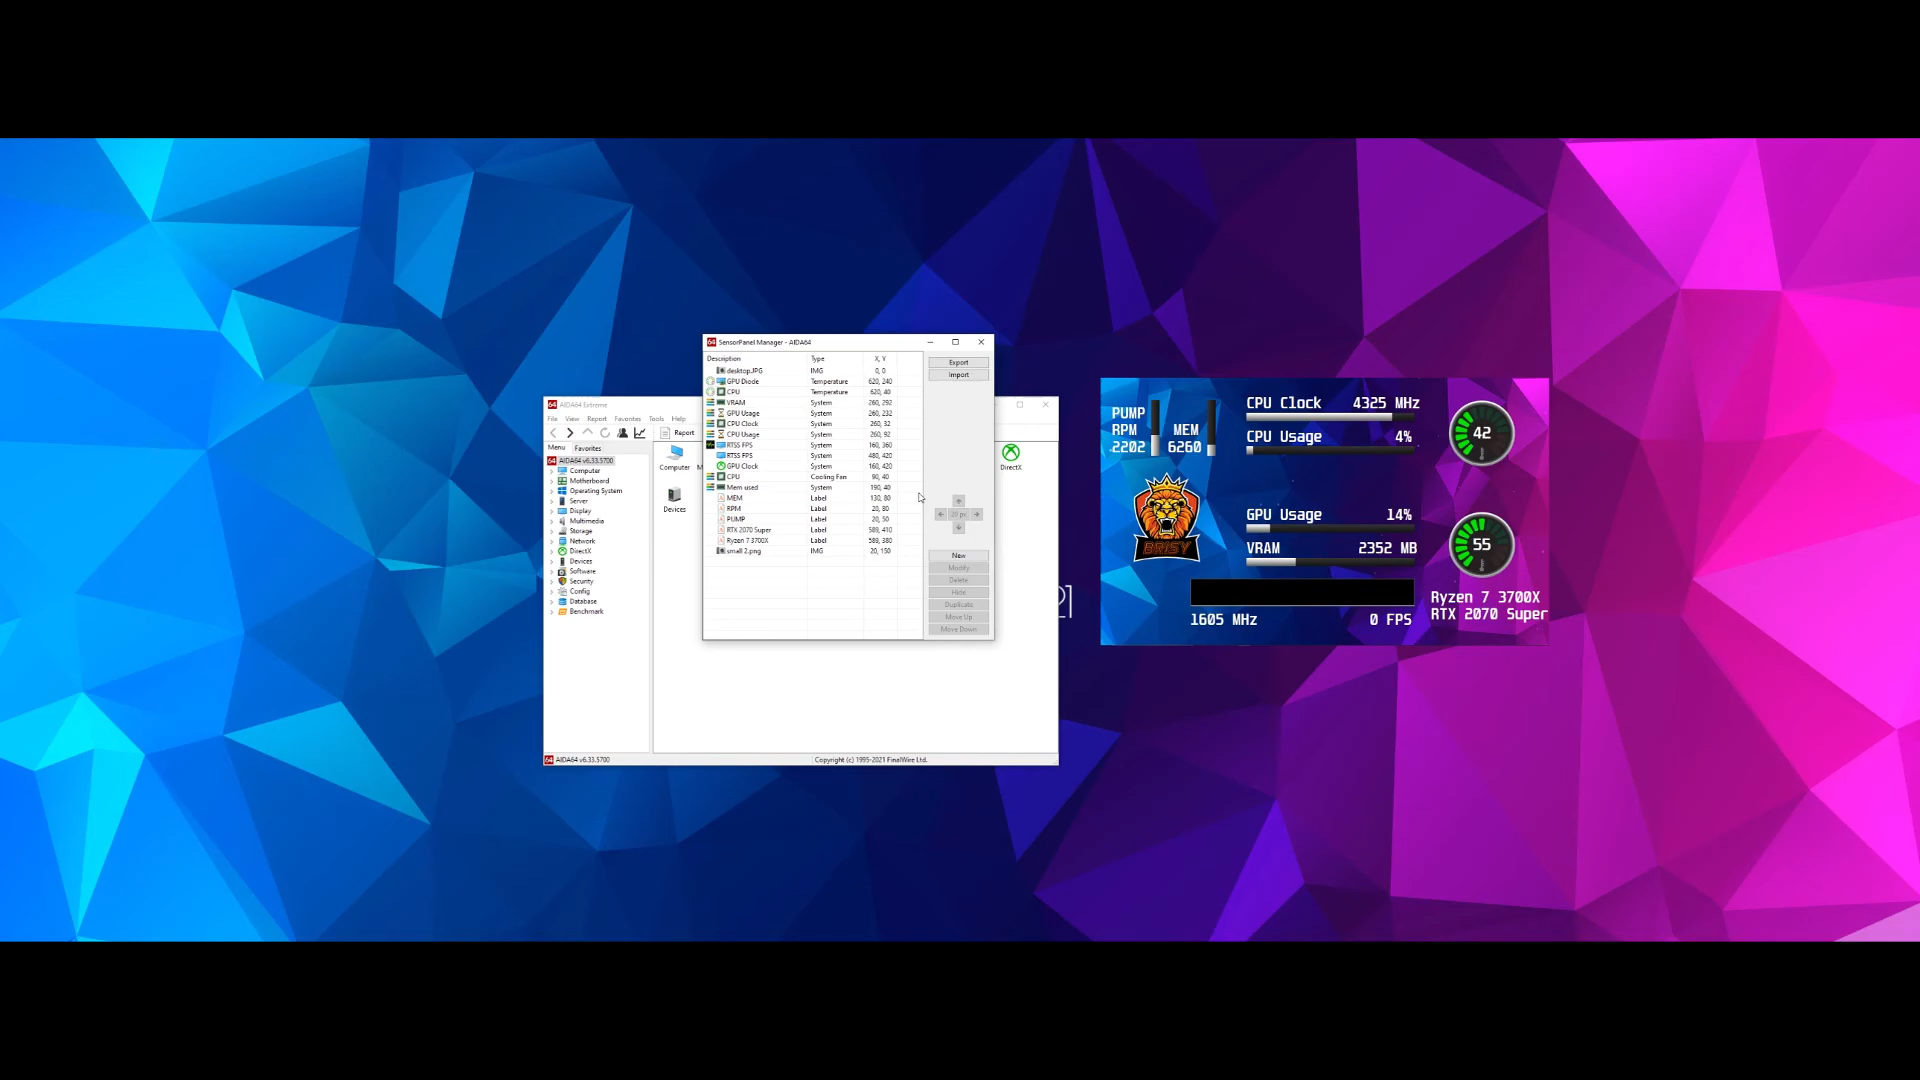 SensorPanel Manager - AIDA64
Description Type X, Y
desktop.JPG IMG 0, 0
GPU Diode Temperature 620, 240
CPU Temperature 620, 40
VRAM System 260, 292
GPU Usage System 260, 232
CPU Clock System 260, 32
CPU Usage System 260, 92
RTSS FPS System 160, 360
RTSS FPS System 480, 420
GPU Clock System 160, 420
CPU Cooling Fan 90, 40
Mem used System 190, 40
MEM Label 130, 80
RPM Label 20, 80
PUMP Label 20, 50
RTX 2070 Super Label 589, 410
Ryzen 7 3700X Label 589, 380
small 2.png IMG 20, 150
Export
Import
20 px
New
Modify
Delete
Hide
Duplicate
Move Up
Move Down
64 AIDA64 Extreme
File View Report Favorites Tools Help
Report
Menu Favorites
AIDA64 v6.33.5700
Computer
Motherboard
Operating System
Server
Display
Multimedia
Storage
Network
DirectX
Devices
Software
Security
Config
Database
Benchmark
Computer
Devices
DirectX
64 AIDA64 v6.33.5700
Copyright (c) 1995-2021 FinalWire Ltd.
PUMP
RPM MEM
2202 6260
BRISY
CPU Clock 4325 MHz
CPU Usage 4%
42
GPU Usage 14%
VRAM 2352 MB
55
Ryzen 7 3700X
RTX 2070 Super
1605 MHz 0 FPS